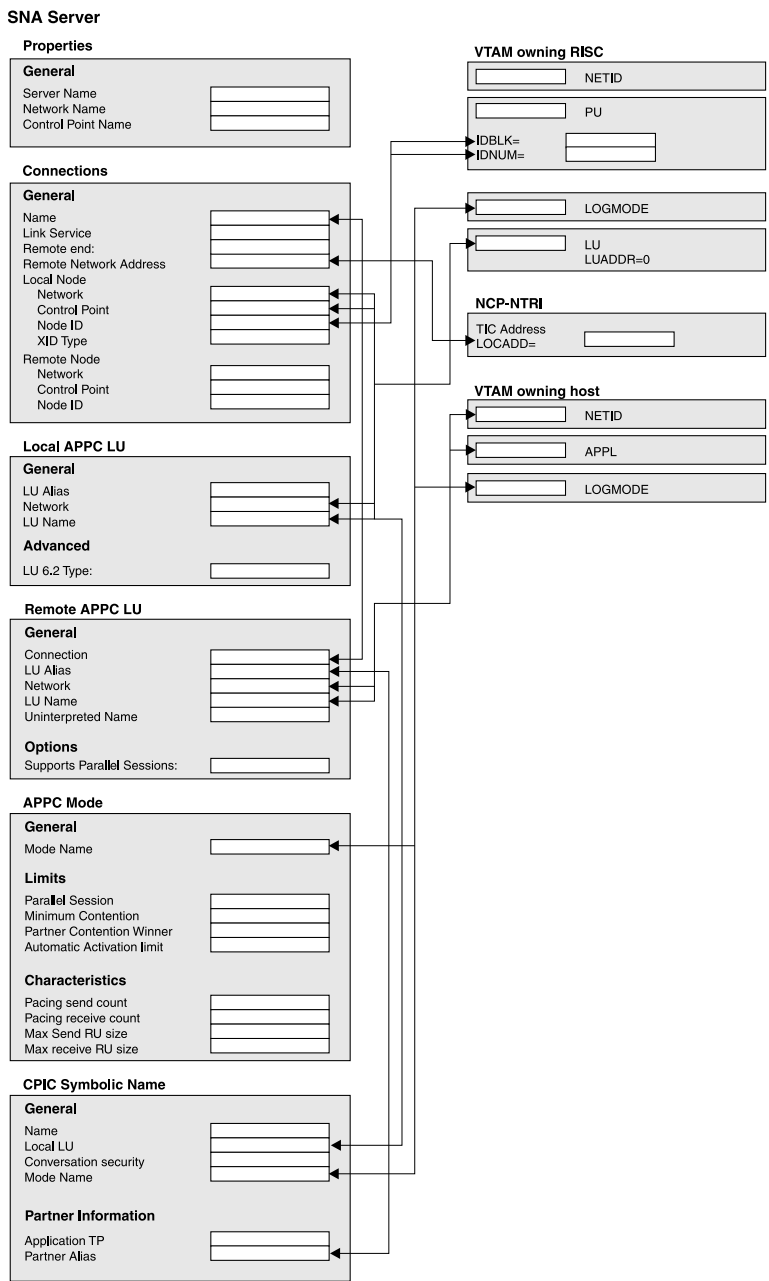 SNA Server
Properties
General
Server Name
Network Name
Control Point Name
Connections
General
Name
Link Service
Remote end:
Remote Network Address
Local Node
Network
Control Point
Node ID
XID Type
Remote Node
Network
Control Point
Node ID
Local APPC LU
General
LU Alias
Network
LU Name
Advanced
LU 6.2 Type:
Remote APPC LU
General
Connection
LU Alias
Network
LU Name
Uninterpreted Name
Options
Supports Parallel Sessions:
APPC Mode
General
Mode Name
Limits
Parallel Session
Minimum Contention
Partner Contention Winner
Automatic Activation limit
Characteristics
Pacing send count
Pacing receive count
Max Send RU size
Max receive RU size
CPIC Symbolic Name
General
Name
Local LU
Conversation security
Mode Name
Partner Information
Application TP
Partner Alias
VTAM owning RISC
NETID
PU
IDBLK=
IDNUM=
LOGMODE
LU
LUADDR=0
NCP-NTRI
TIC Address
LOCADD=
VTAM owning host
NETID
APPL
LOGMODE